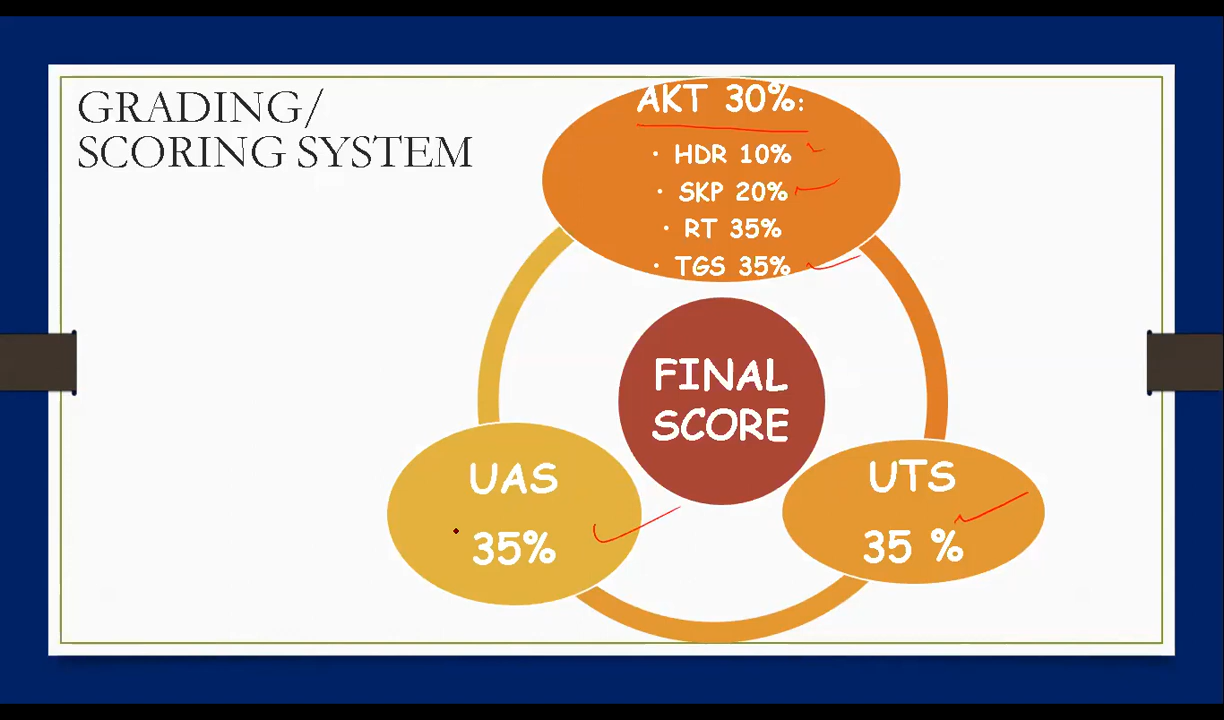 GRADING/
SCORING SYSTEM
AKT 30%:
• HDR 10%
• SKP 20%
• RT 35%
• TGS 35%
FINAL
SCORE
UAS
35%
UTS
35 %